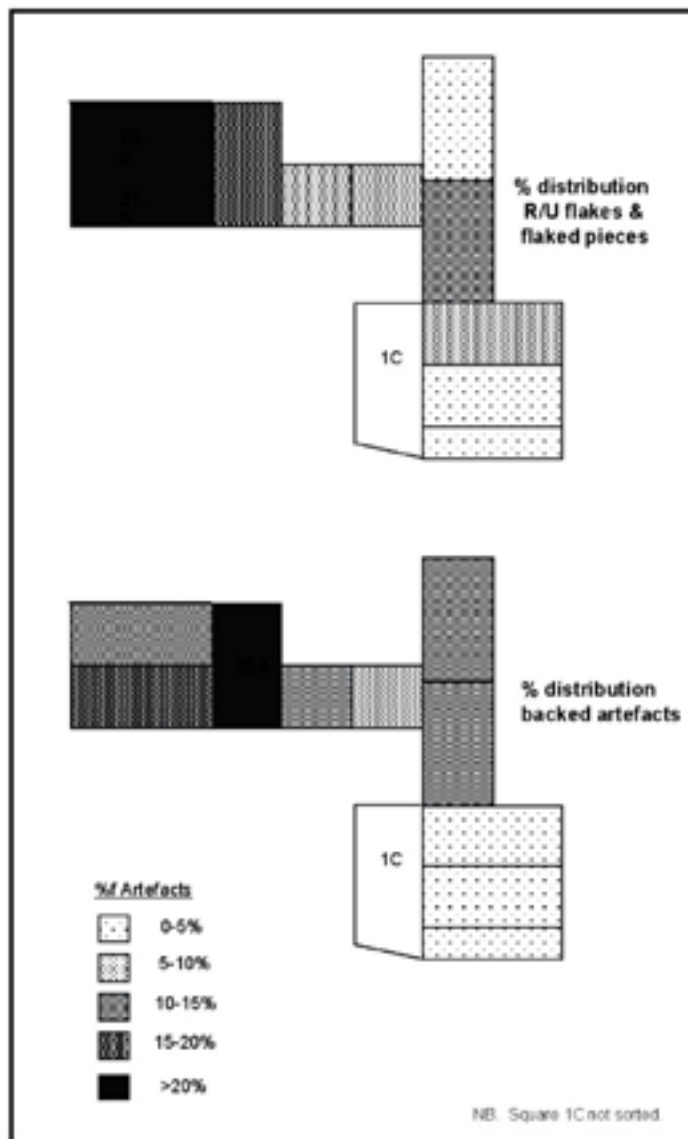 % distribution
R/U flakes &
flaked pieces
1C
% distribution
backed artefacts
1C
%f Artefacts
0-5%
5-10%
10-15%
15-20%
>20%
NB. Square 1C not sorted.